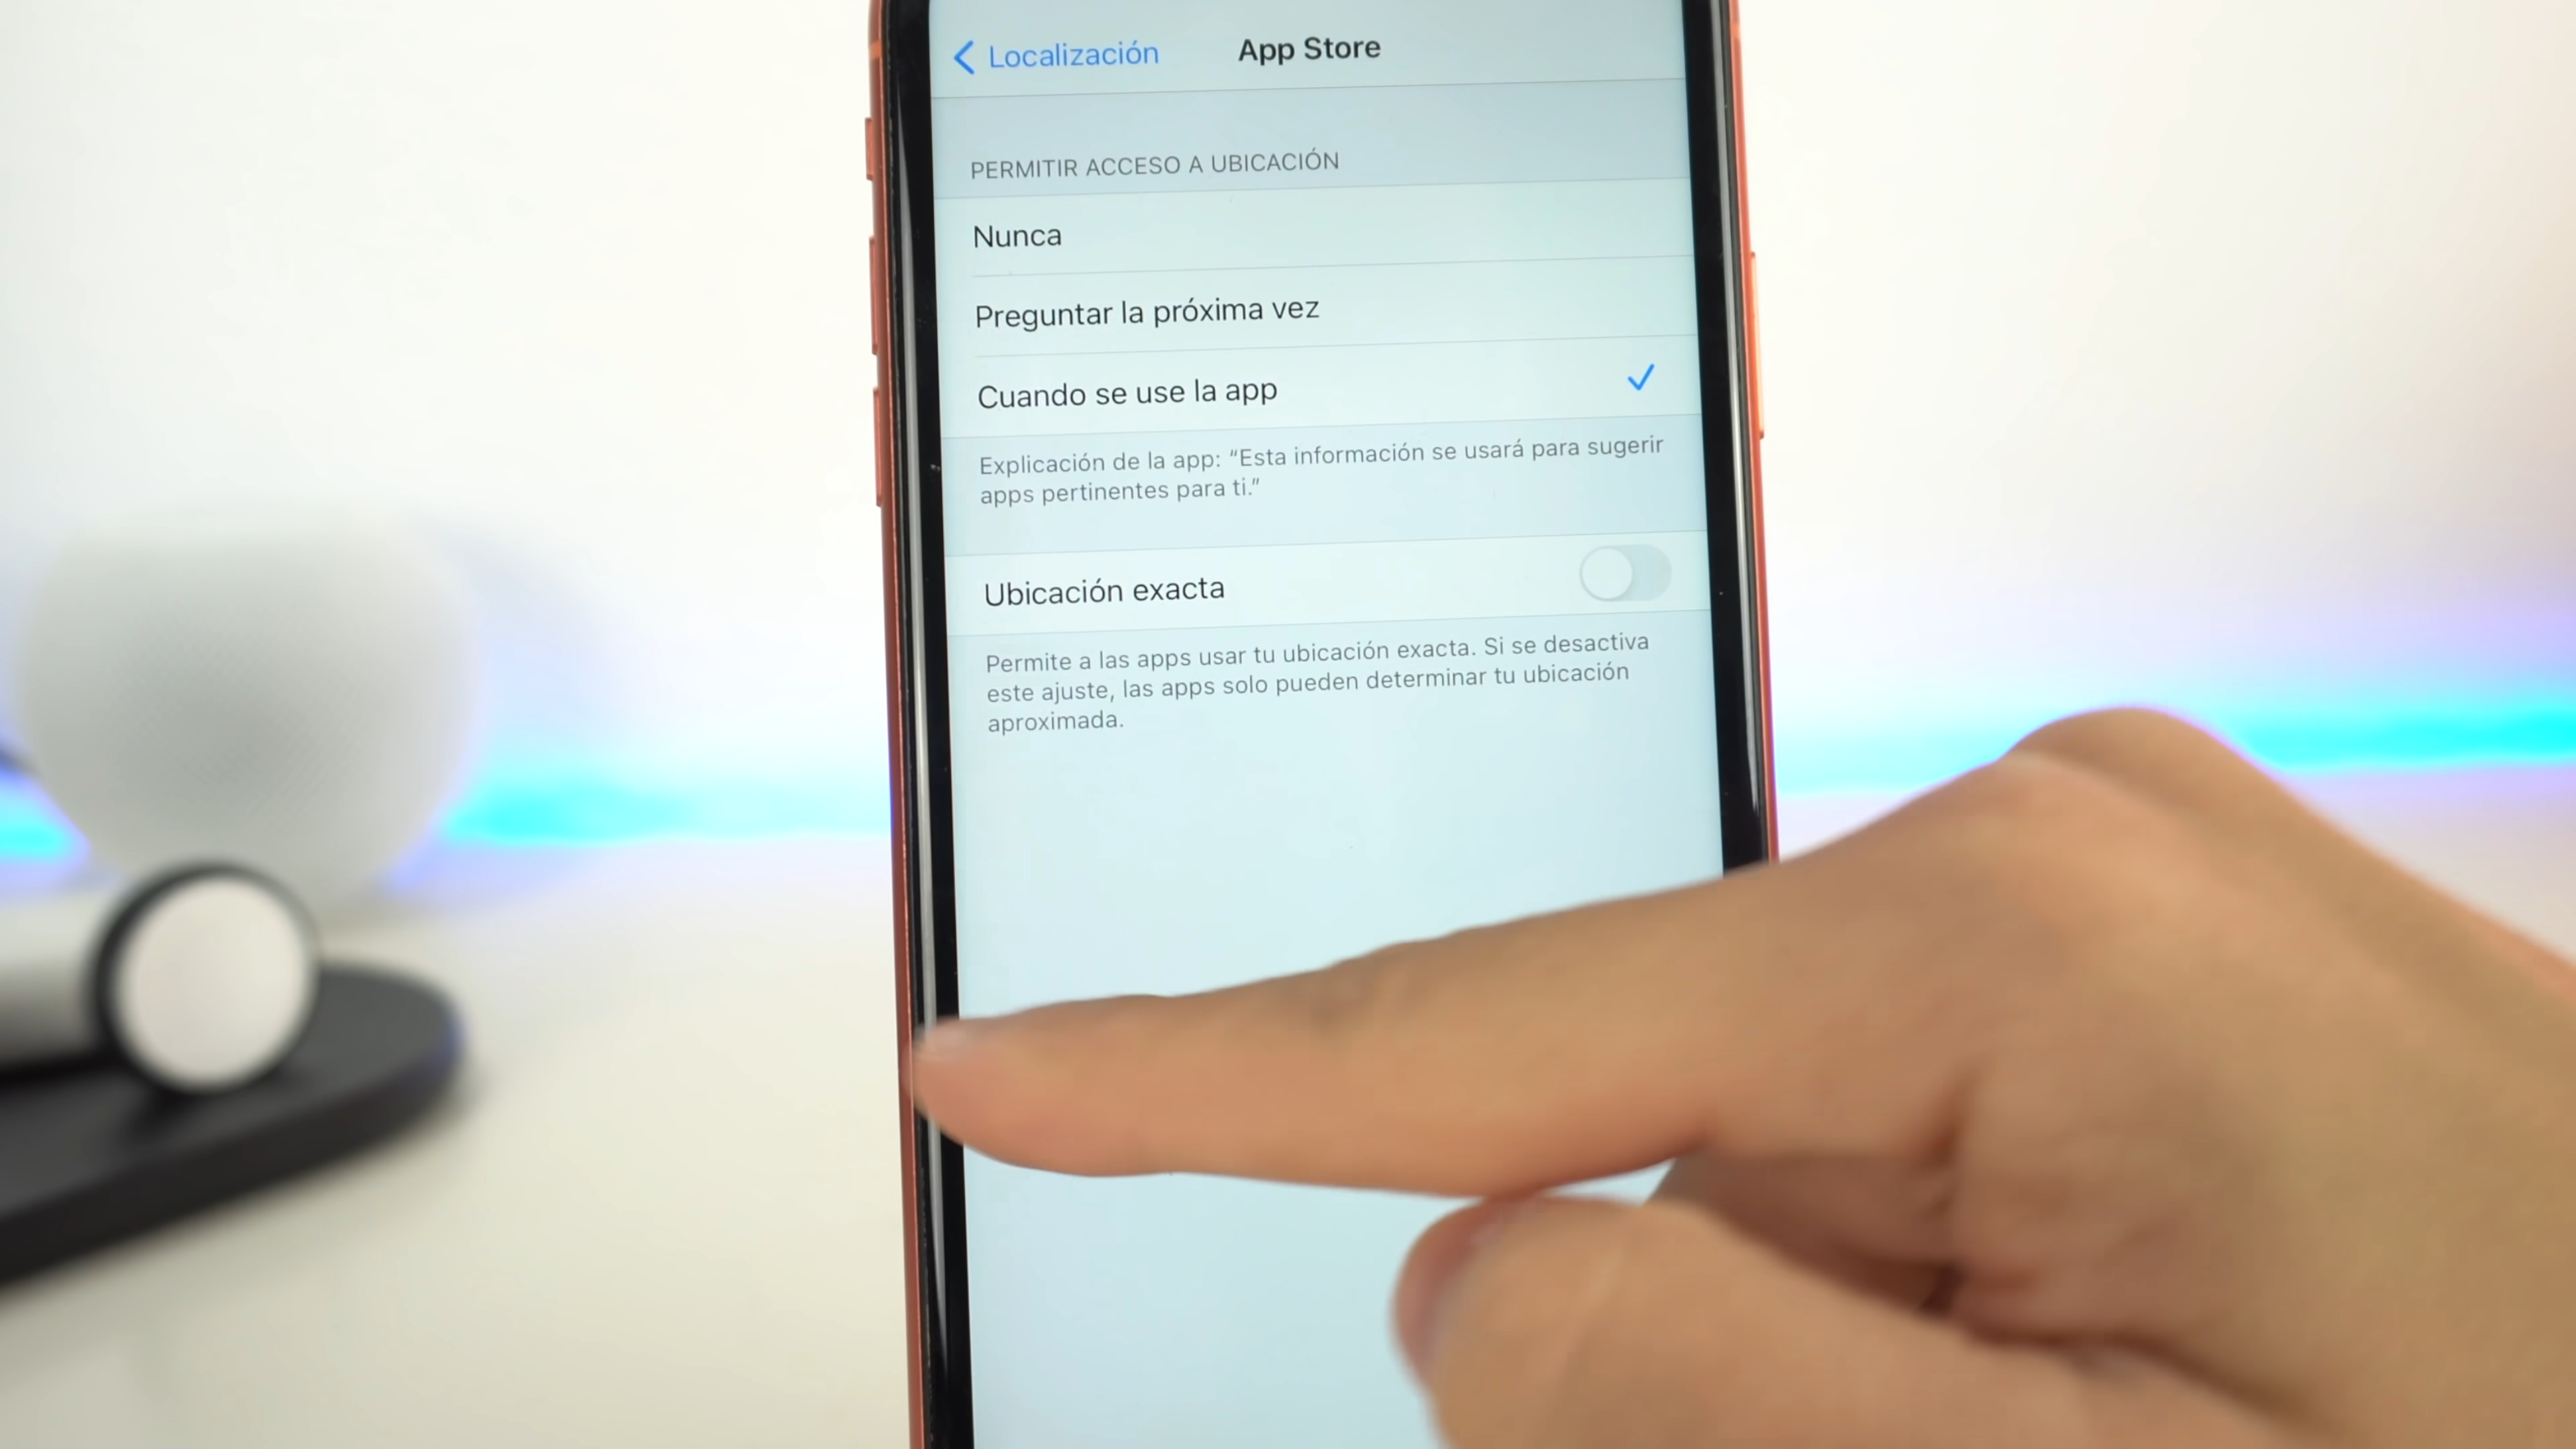 Localización
App Store
PERMITIR ACCESO A UBICACIÓN
Nunca
Preguntar la próxima vez
Cuando se use la app
Explicación de la app: “Esta información se usará para sugerir
apps pertinentes para ti.”
Ubicación exacta
Permite a las apps usar tu ubicación exacta. Si se desactiva
este ajuste, las apps solo pueden determinar tu ubicación
aproximada.